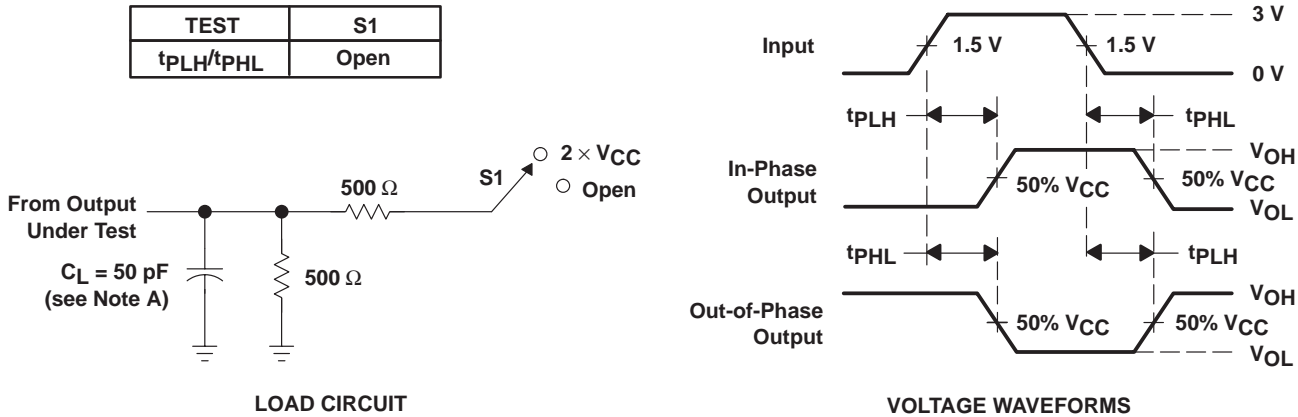 TEST S1
tPLH/tPHL Open
S1
2 × VCC
Open
500 Ω
From Output
Under Test
CL = 50 pF
(see Note A)
500 Ω
LOAD CIRCUIT
Input
1.5 V
1.5 V
3 V
0 V
tPLH
tPHL
In-Phase
Output
50% VCC
50% VCC
VOH
VOL
tPHL
tPLH
Out-of-Phase
Output
50% VCC
50% VCC
VOH
VOL
VOLTAGE WAVEFORMS